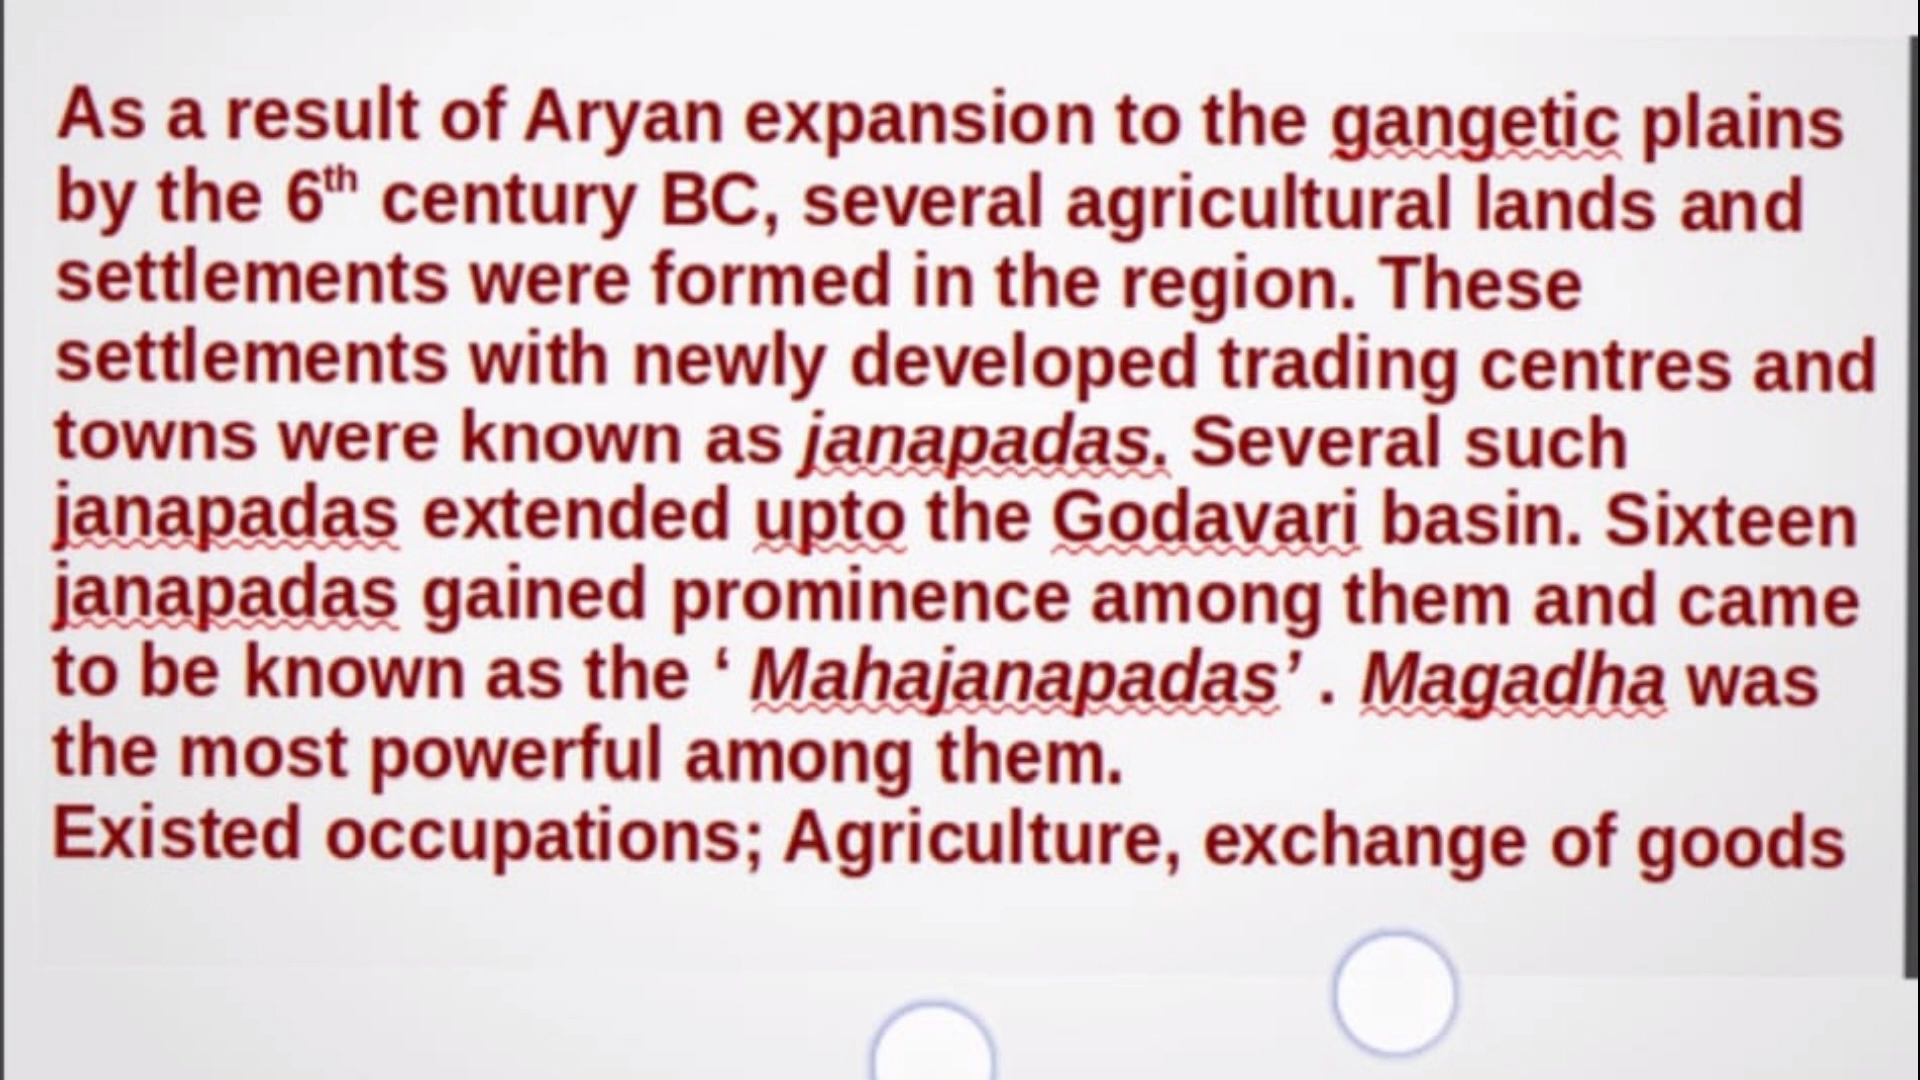 As a result of Aryan expansion to the gangetic plains
by the 6th century BC, several agricultural lands and
settlements were formed in the region. These
settlements with newly developed trading centres and
towns were known as janapadas. Several such
janapadas extended upto the Godavari basin. Sixteen
janapadas gained prominence among them and came
to be known as the ‘ Mahajanapadas’ . Magadha was
the most powerful among them.
Existed occupations; Agriculture, exchange of goods